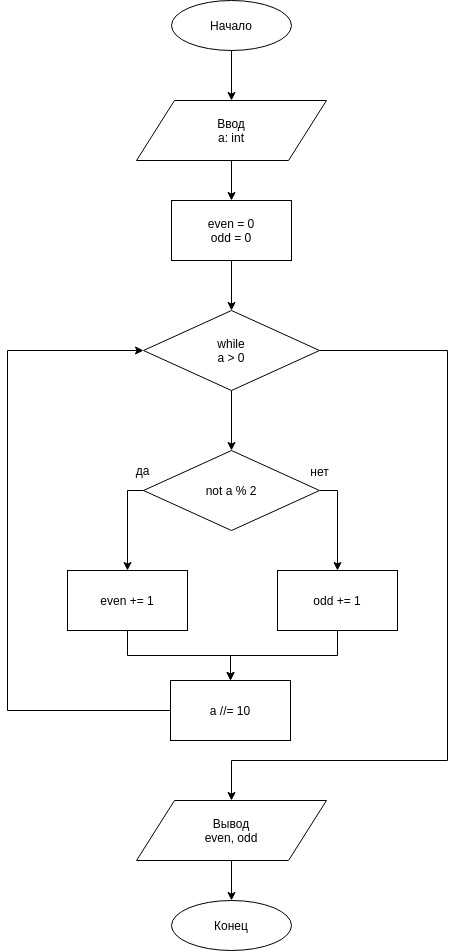 Начало
Ввод
a: int
even = 0
odd = 0
while
a > 0
да
нет
not a % 2
even += 1
odd += 1
a //= 10
Вывод
even, odd
Конец